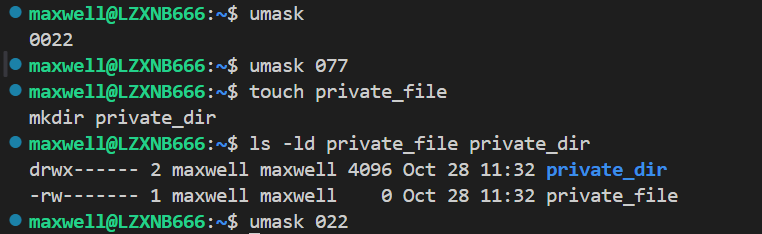 maxwell@LZXNB666:~$ umask
0022
maxwell@LZXNB666:~$ umask 077
maxwell@LZXNB666:~$ touch private_file
mkdir private_dir
maxwell@LZXNB666:~$ ls -ld private_file private_dir
drwx------ 2 maxwell maxwell 4096 Oct 28 11:32 private_dir
-rw------- 1 maxwell maxwell    0 Oct 28 11:32 private_file
maxwell@LZXNB666:~$ umask 022